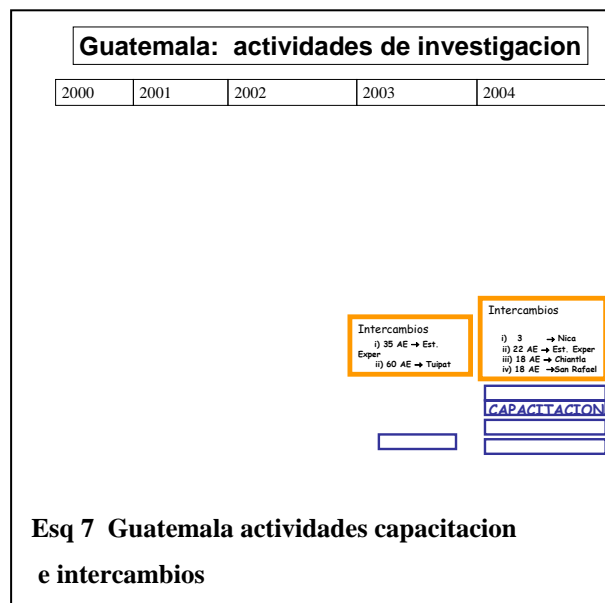 Guatemala: actividades de investigacion
2000 2001 2002 2003 2004
Intercambios
i) 35 AE → Est.
Exper
ii) 60 AE → Tuipat
Intercambios
i) 3 → Nica
ii) 22 AE → Est. Exper
iii) 18 AE → Chiantla
iv) 18 AE →San Rafael
CAPACITACION
Esq 7 Guatemala actividades capacitacion
e intercambios